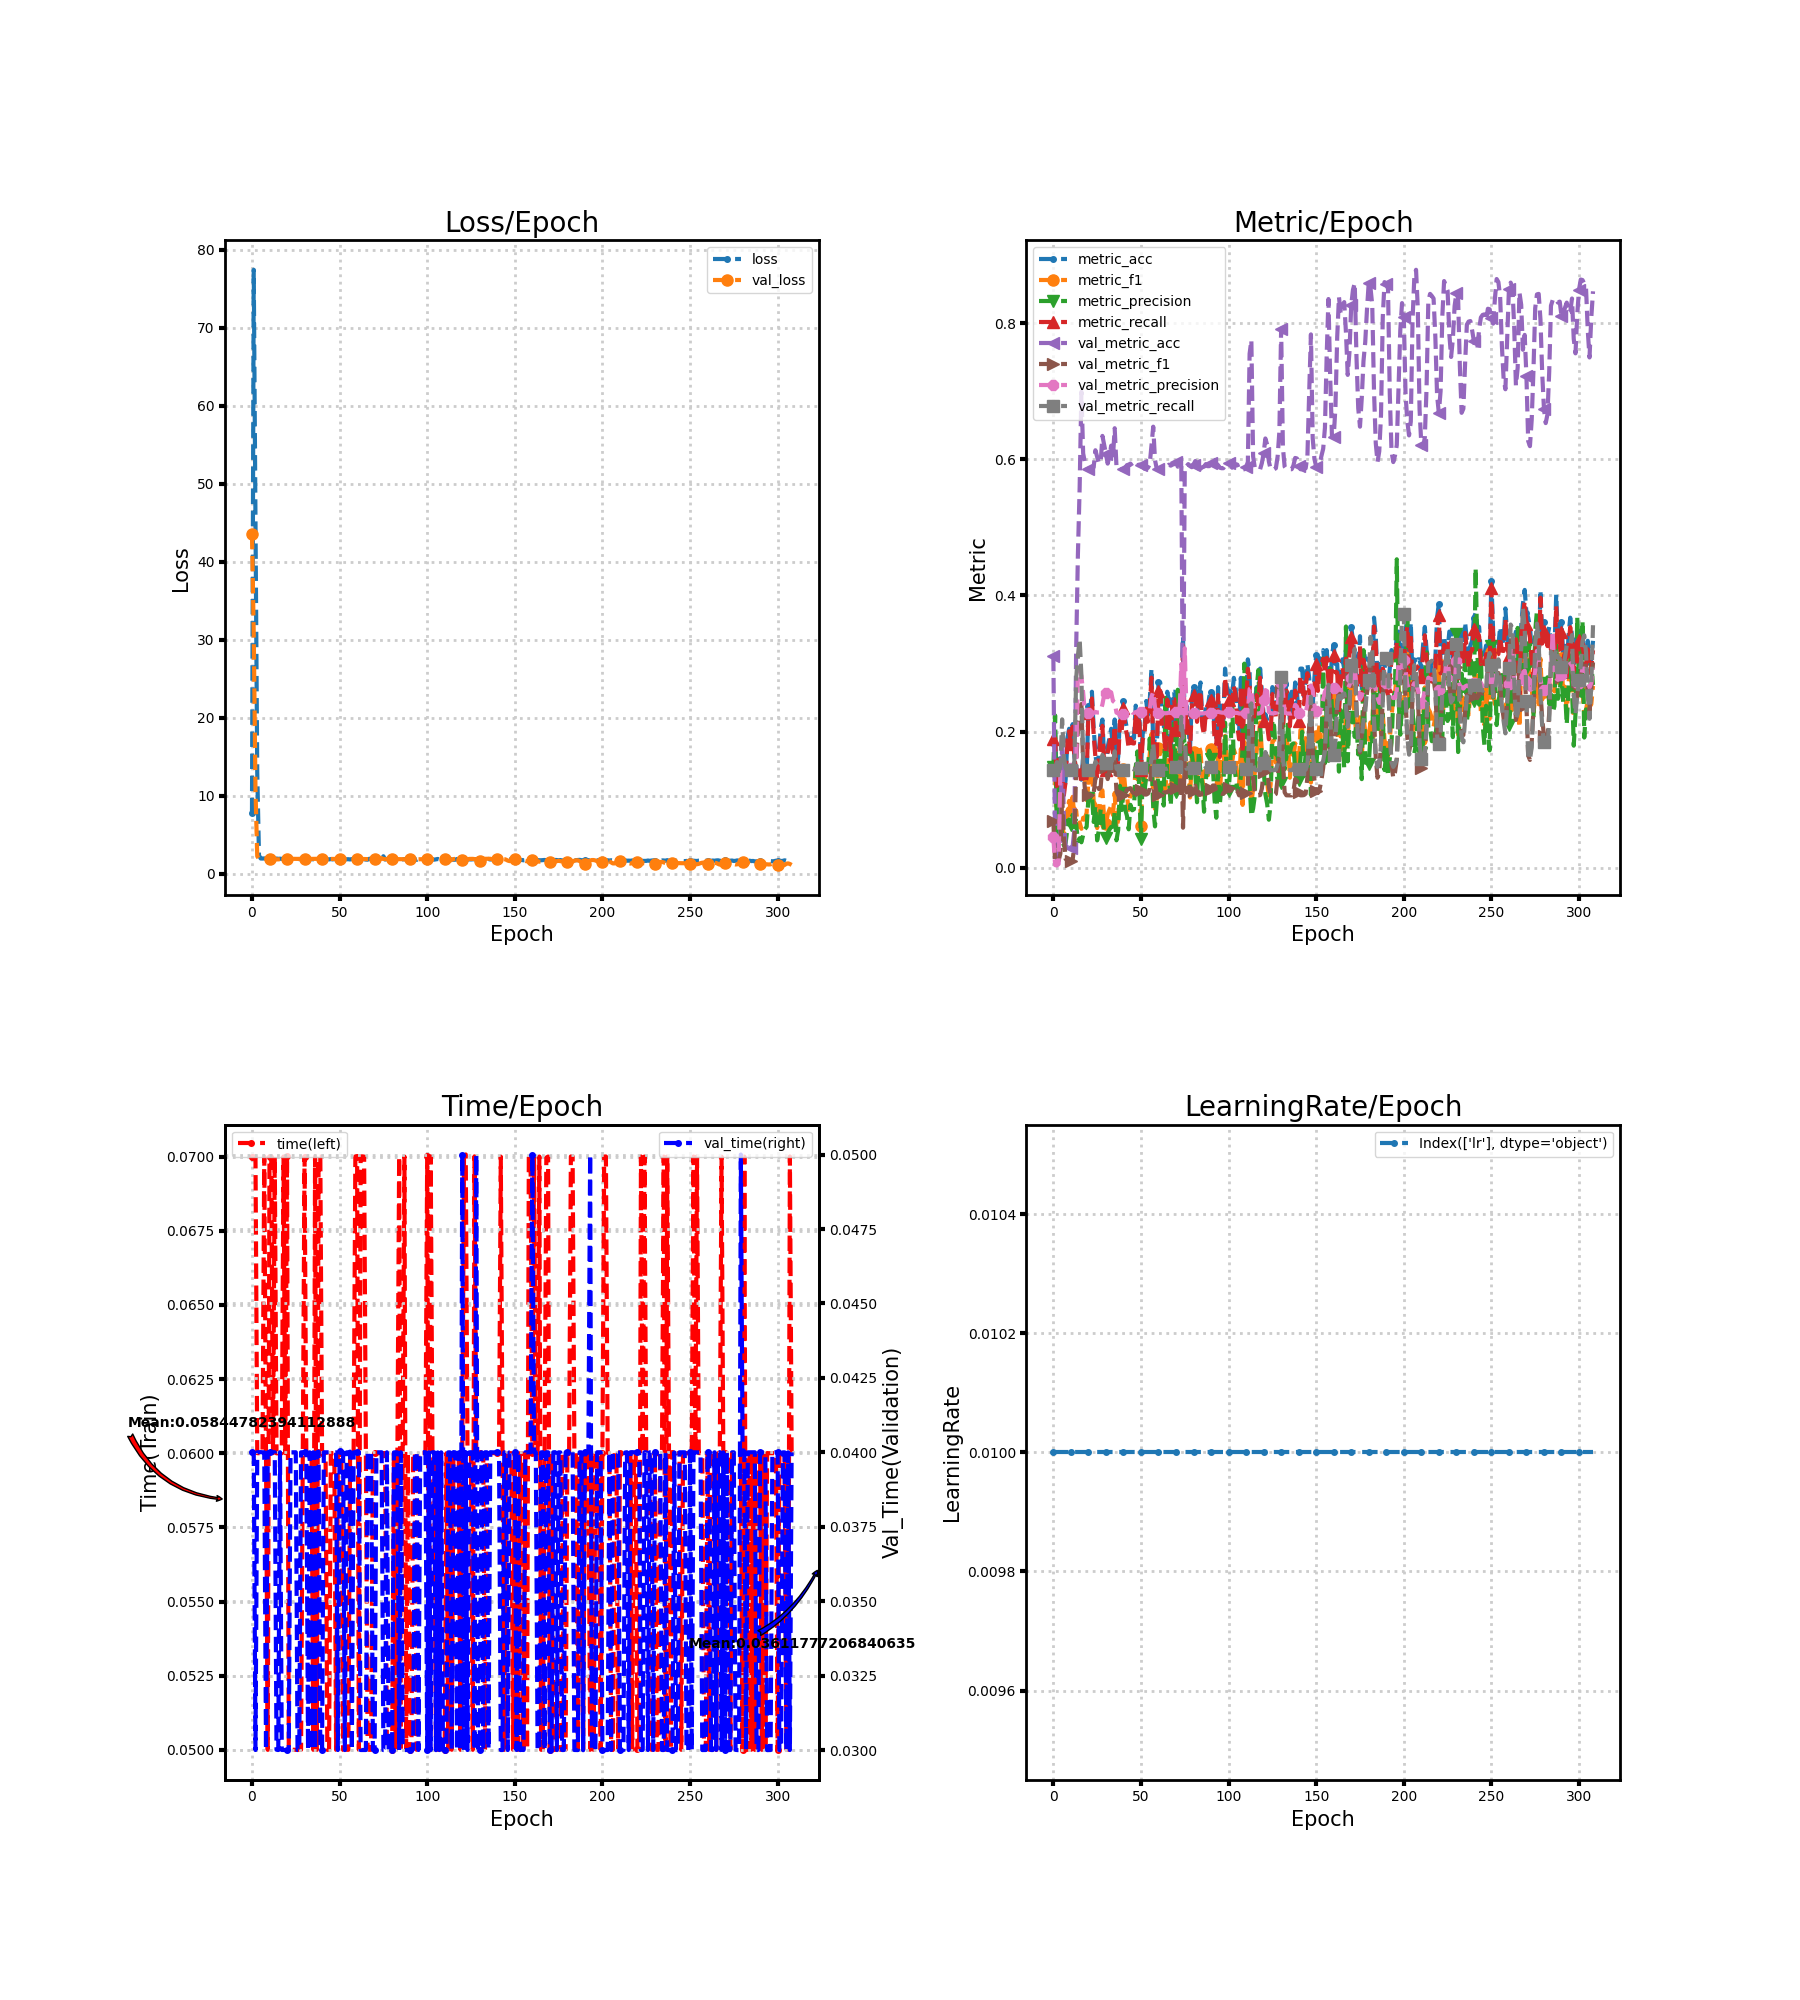 Loss/Epoch
80
70
60
50
40
30
20
10
0
Loss
loss
val_loss
0 50 100 150 200 250 300
Epoch
Metric/Epoch
0.8
0.6
0.4
0.2
0.0
Metric
metric_acc
metric_f1
metric_precision
metric_recall
val_metric_acc
val_metric_f1
val_metric_precision
val_metric_recall
0 50 100 150 200 250 300
Epoch
Time/Epoch
time(left)
val_time(right)
0.0700
0.0675
0.0650
0.0625
0.0600
0.0575
0.0550
0.0525
0.0500
Time(Train)
Mean:0.05844782394112888
0.0500
0.0475
0.0450
0.0425
0.0400
0.0375
0.0350
0.0325
0.0300
Val_Time(Validation)
Mean:0.03611777206840635
0 50 100 150 200 250 300
Epoch
LearningRate/Epoch
Index(['lr'], dtype='object')
0.0104
0.0102
0.0100
0.0098
0.0096
LearningRate
0 50 100 150 200 250 300
Epoch